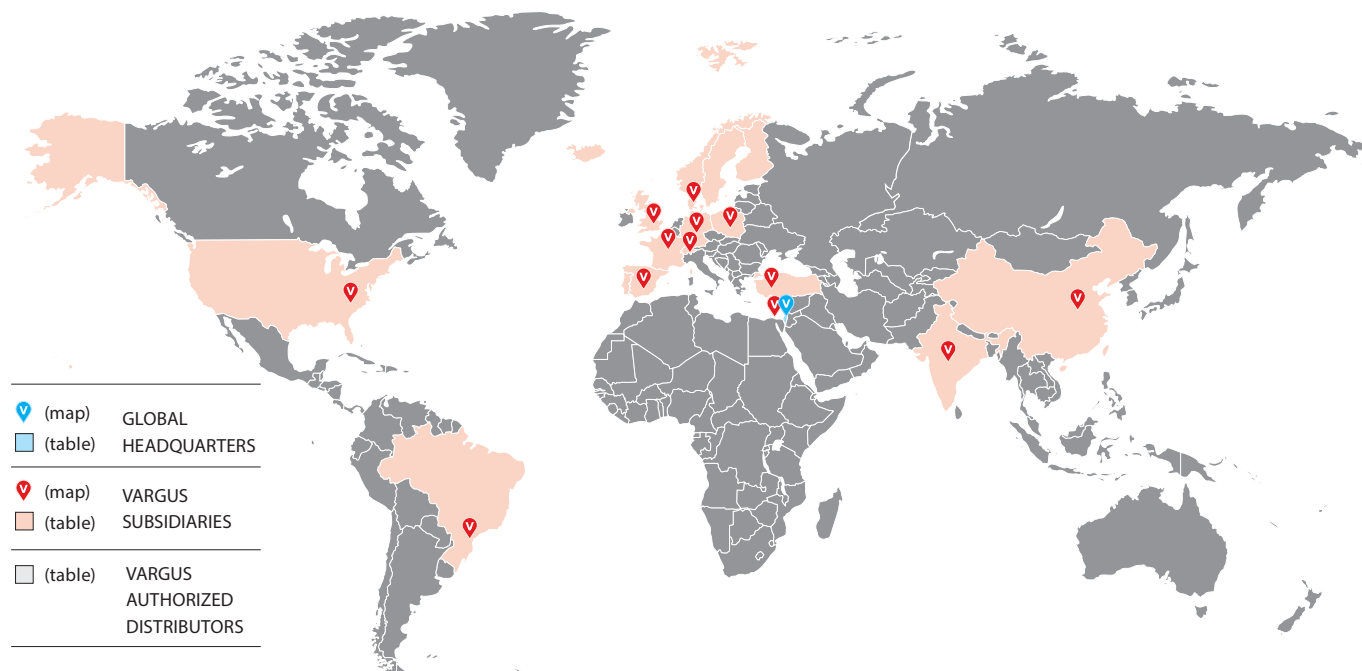 V
V
V
V
V
V
V
V
V
V
V
V
V
V
V (map) GLOBAL
(table) HEADQUARTERS
V (map) VARGUS
(table) SUBSIDIARIES
(table) VARGUS
AUTHORIZED
DISTRIBUTORS